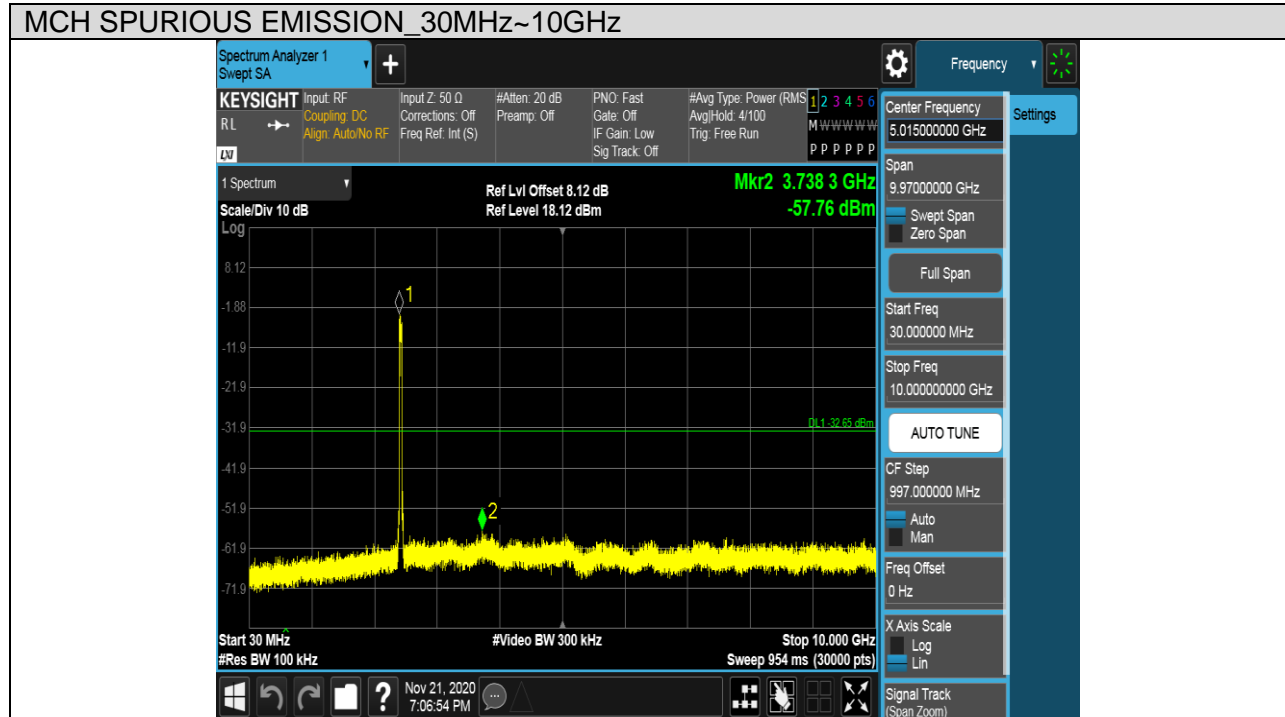 MCH SPURIOUS EMISSION_30MHz~10GHz
Spectrum Analyzer 1
Swept SA
+
Frequency
KEYSIGHT
RL
LXI
Input: RF
Coupling: DC
Align: Auto/No RF
Input Z: 50 Ω
Corrections: Off
Freq Ref: Int (S)
#Atten: 20 dB
Preamp: Off
PNO: Fast
Gate: Off
IF Gain: Low
Sig Track: Off
#Avg Type: Power (RMS
Avg|Hold: 4/100
Trig: Free Run
1 2 3 4 5 6
M W W W W W
P P P P P P
1 Spectrum
Scale/Div 10 dB
Log
Ref Lvl Offset 8.12 dB
Ref Level 18.12 dBm
Mkr2 3.738 3 GHz
-57.76 dBm
8.12
-1.88
-11.9
-21.9
-31.9
-41.9
-51.9
-61.9
-71.9
1
DL1 -32.65 dBm
2
Start 30 MHz
#Res BW 100 kHz
#Video BW 300 kHz
Stop 10.000 GHz
Sweep 954 ms (30000 pts)
Nov 21, 2020
7:06:54 PM
?
Center Frequency
5.015000000 GHz
Settings
Span
9.97000000 GHz
Swept Span
Zero Span
Full Span
Start Freq
30.000000 MHz
Stop Freq
10.000000000 GHz
AUTO TUNE
CF Step
997.000000 MHz
Auto
Man
Freq Offset
0 Hz
X Axis Scale
Log
Lin
Signal Track
(Span Zoom)